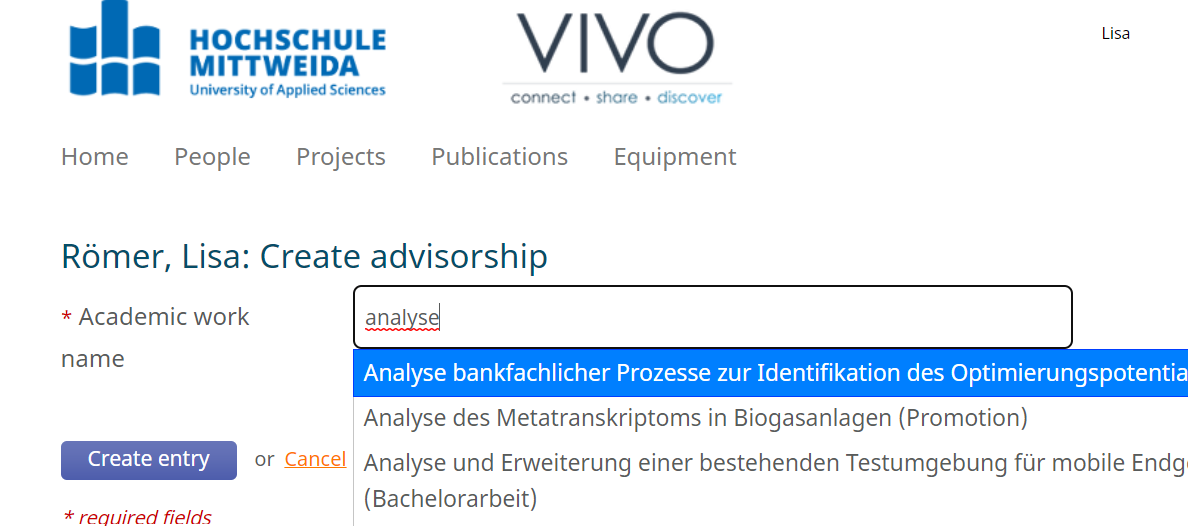 HOCHSCHULE
MITTWEIDA
University of Applied Sciences
VIVO
connect • share • discover
Lisa
Home People Projects Publications Equipment
Römer, Lisa: Create advisorship
* Academic work
name
analyse
Analyse bankfachlicher Prozesse zur Identifikation des
Analyse des Metatranskriptoms in Biogasanlagen (Promotion)
Analyse und Erweiterung einer bestehenden Testumgebung für mobile
(Bachelorarbeit)
Create entry or Cancel
* required fields